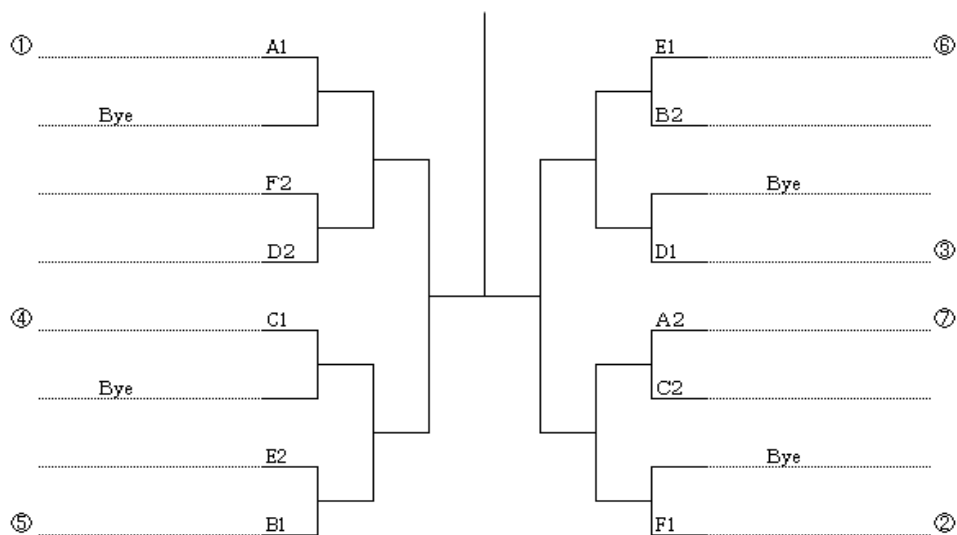 ① A1 E1 ⑥
Bye B2
F2 Bye
D2 D1 ③
④ C1 A2 ⑦
Bye C2
E2 Bye
⑤ B1 F1 ②